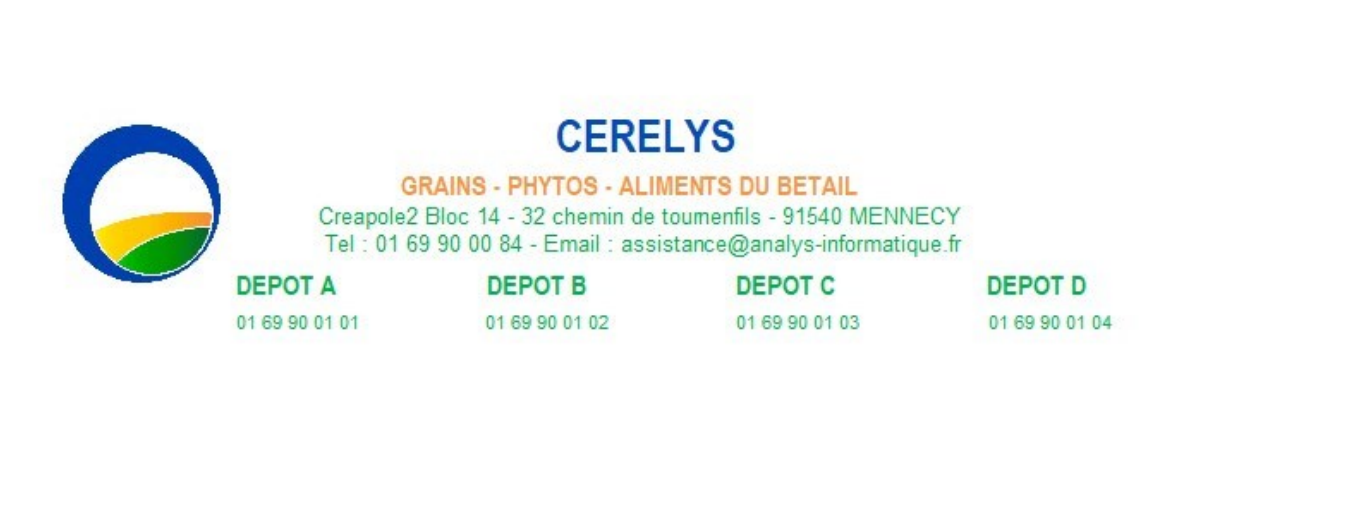 CERELYS
GRAINS - PHYTOS - ALIMENTS DU BETAIL
Creapole2 Bloc 14 - 32 chemin de tournenfils - 91540 MENNECY
Tel : 01 69 90 00 84 - Email : assistance@analys-informatique.fr
DEPOT A DEPOT B DEPOT C DEPOT D
01 69 90 01 01 01 69 90 01 02 01 69 90 01 03 01 69 90 01 04